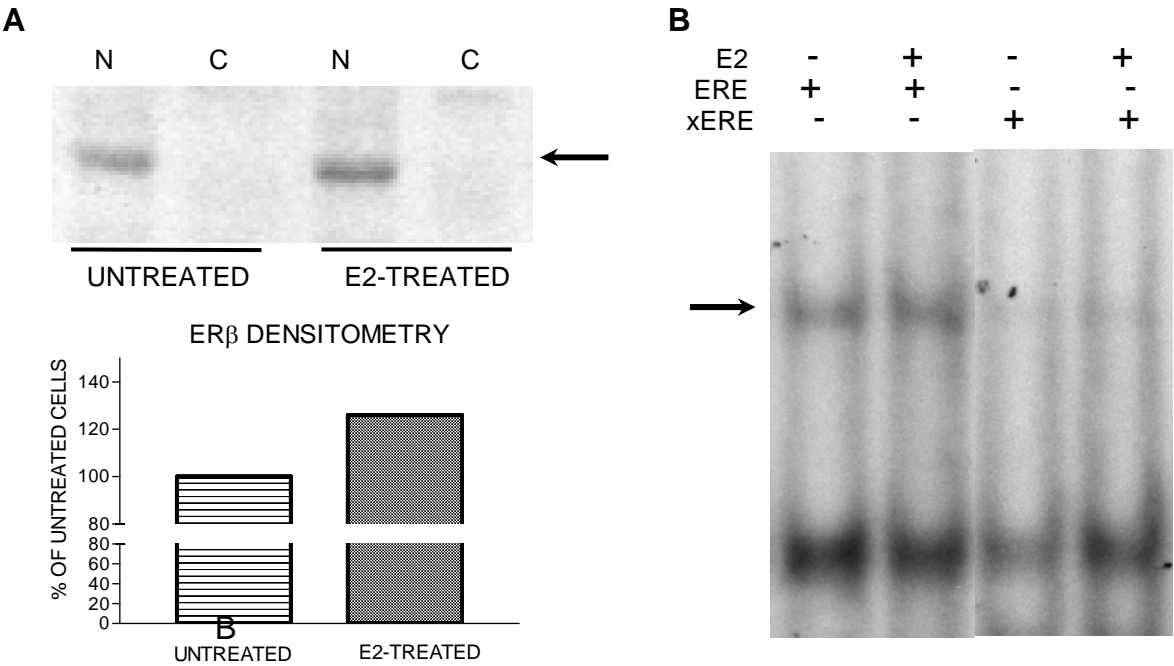 A
N C N C
UNTREATED E2-TREATED
ERβ DENSITOMETRY
% OF UNTREATED CELLS
140
120
100
80
80
60
40
20
0
B
UNTREATED E2-TREATED
B
E2 - + - +
ERE + + - -
xERE - - + +